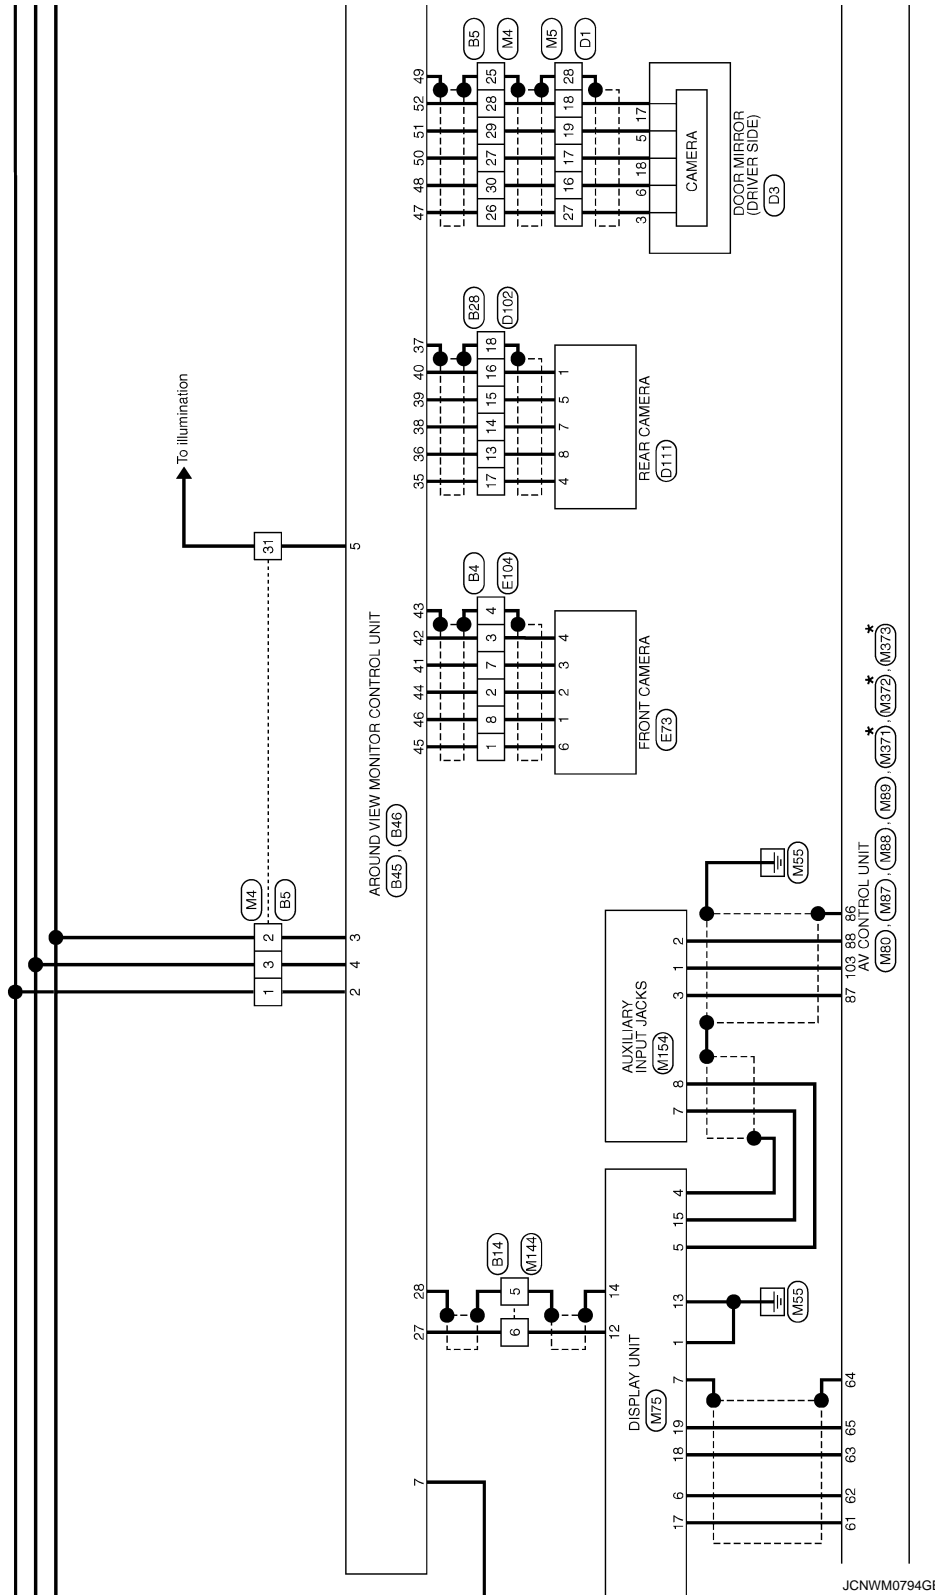 To illumination
M4
1 3 2 31
B5
2 4 3 5
AROUND VIEW MONITOR CONTROL UNIT
B45 , B46
7 27 28 45 46 44 41 42 43 35 36 38 39 40 37 47 48 50 51 52 49
B14
6 5
M144
12 14
DISPLAY UNIT
M75
17 6 18 19 7 1 13 5 15 4
M55
B4
1 8 2 7 3 4
E104
6 1 2 3 4
FRONT CAMERA
E73
B28
17 13 14 15 16 18
D102
4 8 7 5 1
REAR CAMERA
D111
B5
26 30 27 29 28 25
M4
M5
27 16 17 19 18 28
D1
3 6 18 5 17
CAMERA
DOOR MIRROR
(DRIVER SIDE)
D3
AUXILIARY
INPUT JACKS
M154
7 8 3 1 2
M55
61 62 63 65 64 87 103 88 86
AV CONTROL UNIT
M80 , M87 , M88 , M89 , M371* , M372* , M373*
JCNWM0794GI